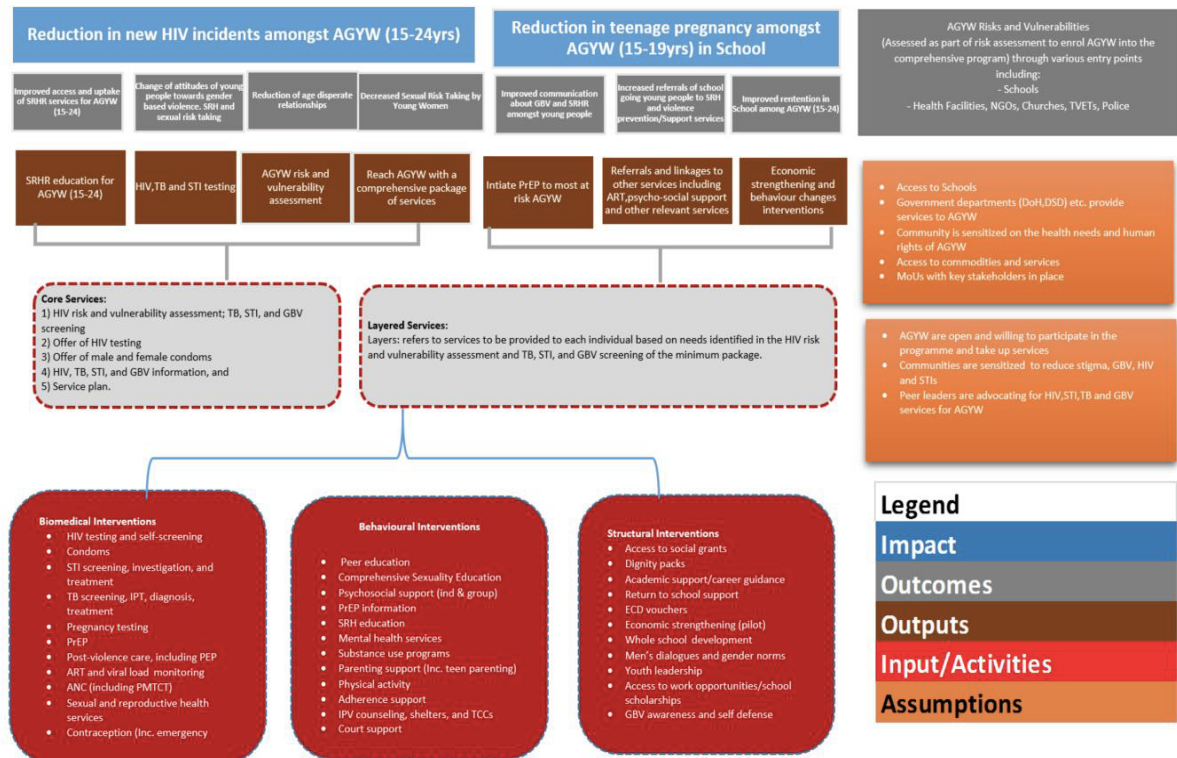 Reduction in new HIV incidents amongst AGYW (15-24yrs)
Reduction in teenage pregnancy amongst
AGYW (15-19yrs) in School
AGYW Risks and Vulnerabilities
(Assessed as part of risk assessment to enrol AGYW into the
comprehensive program) through various entry points
including:
- Schools
- Health Facilities, NGOs, Churches, TVETs, Police
Improved access and uptake
of SRHR services for AGYW
(15-24)
Change of attitudes of young
people towards gender
based violence. SRH and
sexual risk taking
Reduction of age disperate
relationships
Decreased Sexual Risk Taking by
Young Women
Improved communication
about GBV and SRHR
amongst young people
Increased referrals of school
going young people to SRH
and violence
prevention/Support services
Improved rentention in
School among AGYW (15-24)
SRHR education for
AGYW (15-24)
HIV,TB and STI testing
AGYW risk and
vulnerability
assessment
Reach AGYW with a
comprehensive package
of services
Intiate PrEP to most at
risk AGYW
Referrals and linkages to
other services including
ART,psycho-social support
and other relevant services
Economic
strengthening and
behaviour changes
interventions
• Access to Schools
• Government departments (DoH,DSD) etc. provide
services to AGYW
• Community is sensitized on the health needs and human
rights of AGYW
• Access to commodities and services
• MoUs with key stakeholders in place
Core Services:
1) HIV risk and vulnerability assessment; TB, STI, and GBV
screening
2) Offer of HIV testing
3) Offer of male and female condoms
4) HIV, TB, STI, and GBV information, and
5) Service plan.
Layered Services:
Layers: refers to services to be provided to each individual based on needs identified in the HIV risk
and vulnerability assessment and TB, STI, and GBV screening of the minimum package.
• AGYW are open and willing to participate in the
programme and take up services
• Communities are sensitized to reduce stigma, GBV, HIV
and STIs
• Peer leaders are advocating for HIV,STI,TB and GBV
services for AGYW
Biomedical Interventions
• HIV testing and self-screening
• Condoms
• STI screening, investigation, and
treatment
• TB screening, IPT, diagnosis,
treatment
• Pregnancy testing
• PrEP
• Post-violence care, including PEP
• ART and viral load monitoring
• ANC (including PMTCT)
• Sexual and reproductive health
services
• Contraception (Inc. emergency
Behavioural Interventions
• Peer education
• Comprehensive Sexuality Education
• Psychosocial support (ind & group)
• PrEP information
• SRH education
• Mental health services
• Substance use programs
• Parenting support (Inc. teen parenting)
• Physical activity
• Adherence support
• IPV counseling, shelters, and TCCs
• Court support
Structural Interventions
• Access to social grants
• Dignity packs
• Academic support/career guidance
• Return to school support
• ECD vouchers
• Economic strengthening (pilot)
• Whole school development
• Men's dialogues and gender norms
• Youth leadership
• Access to work opportunities/school
scholarships
• GBV awareness and self defense
Legend
Impact
Outcomes
Outputs
Input/Activities
Assumptions